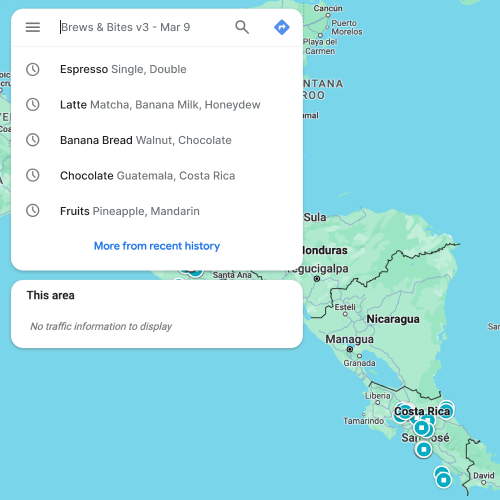 Brews & Bites v3 - Mar 9
Espresso Single, Double
Latte Matcha, Banana Milk, Honeydew
Banana Bread Walnut, Chocolate
Chocolate Guatemala, Costa Rica
Fruits Pineapple, Mandarin
More from recent history
This area
No traffic information to display
Cancún
Puerto
Morelos
Playa del
Carmen
NTANA
ROO
Sula
Honduras
Tegucigalpa
Santa Ana
Esteli
Nicaragua
Managua
Granada
Liberia
Tamarindo
Costa Rica
San José
David